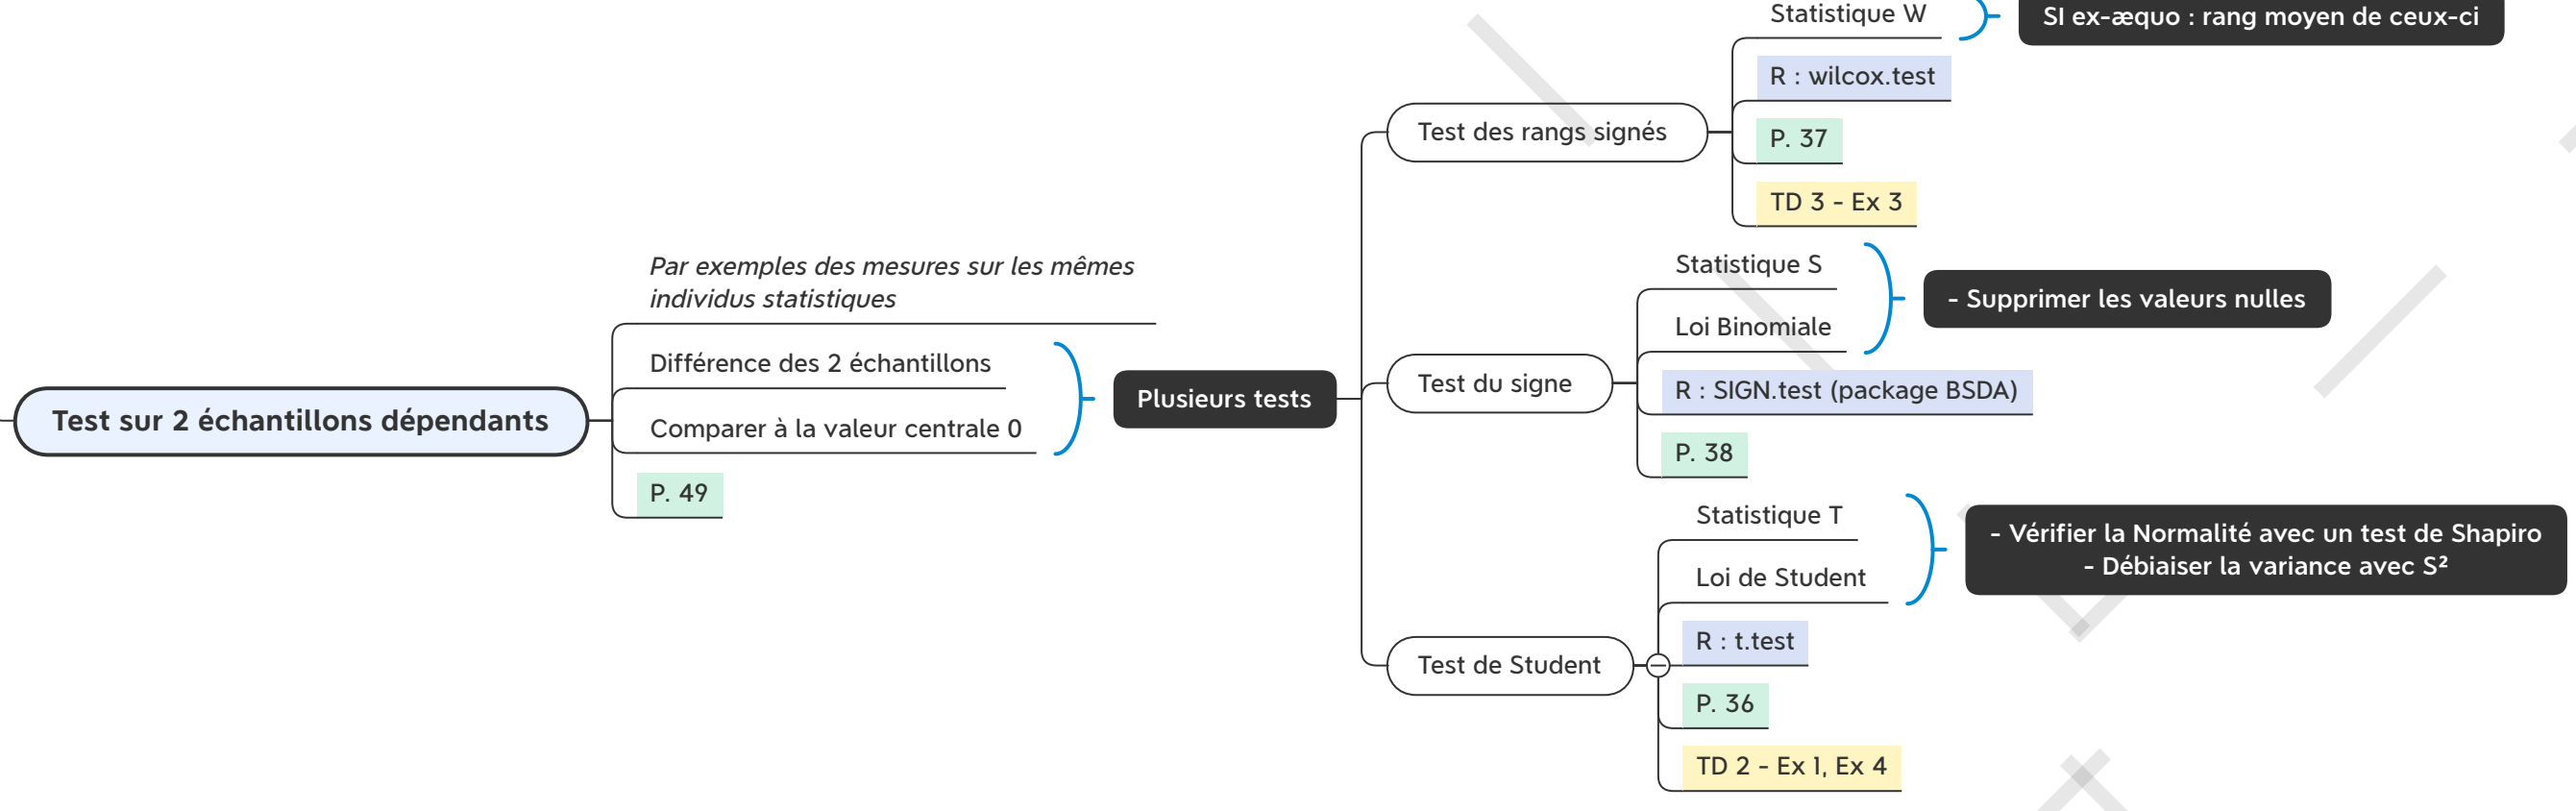 Test sur 2 échantillons dépendants
Par exemples des mesures sur les mêmes
individus statistiques
Différence des 2 échantillons
Comparer à la valeur centrale 0
P. 49
Plusieurs tests
Test des rangs signés
Statistique W
SI ex-æquo : rang moyen de ceux-ci
R : wilcox.test
P. 37
TD 3 - Ex 3
Test du signe
Statistique S
Loi Binomiale
- Supprimer les valeurs nulles
R : SIGN.test (package BSDA)
P. 38
Test de Student
Statistique T
Loi de Student
- Vérifier la Normalité avec un test de Shapiro
- Débiaiser la variance avec S²
R : t.test
P. 36
TD 2 - Ex 1, Ex 4